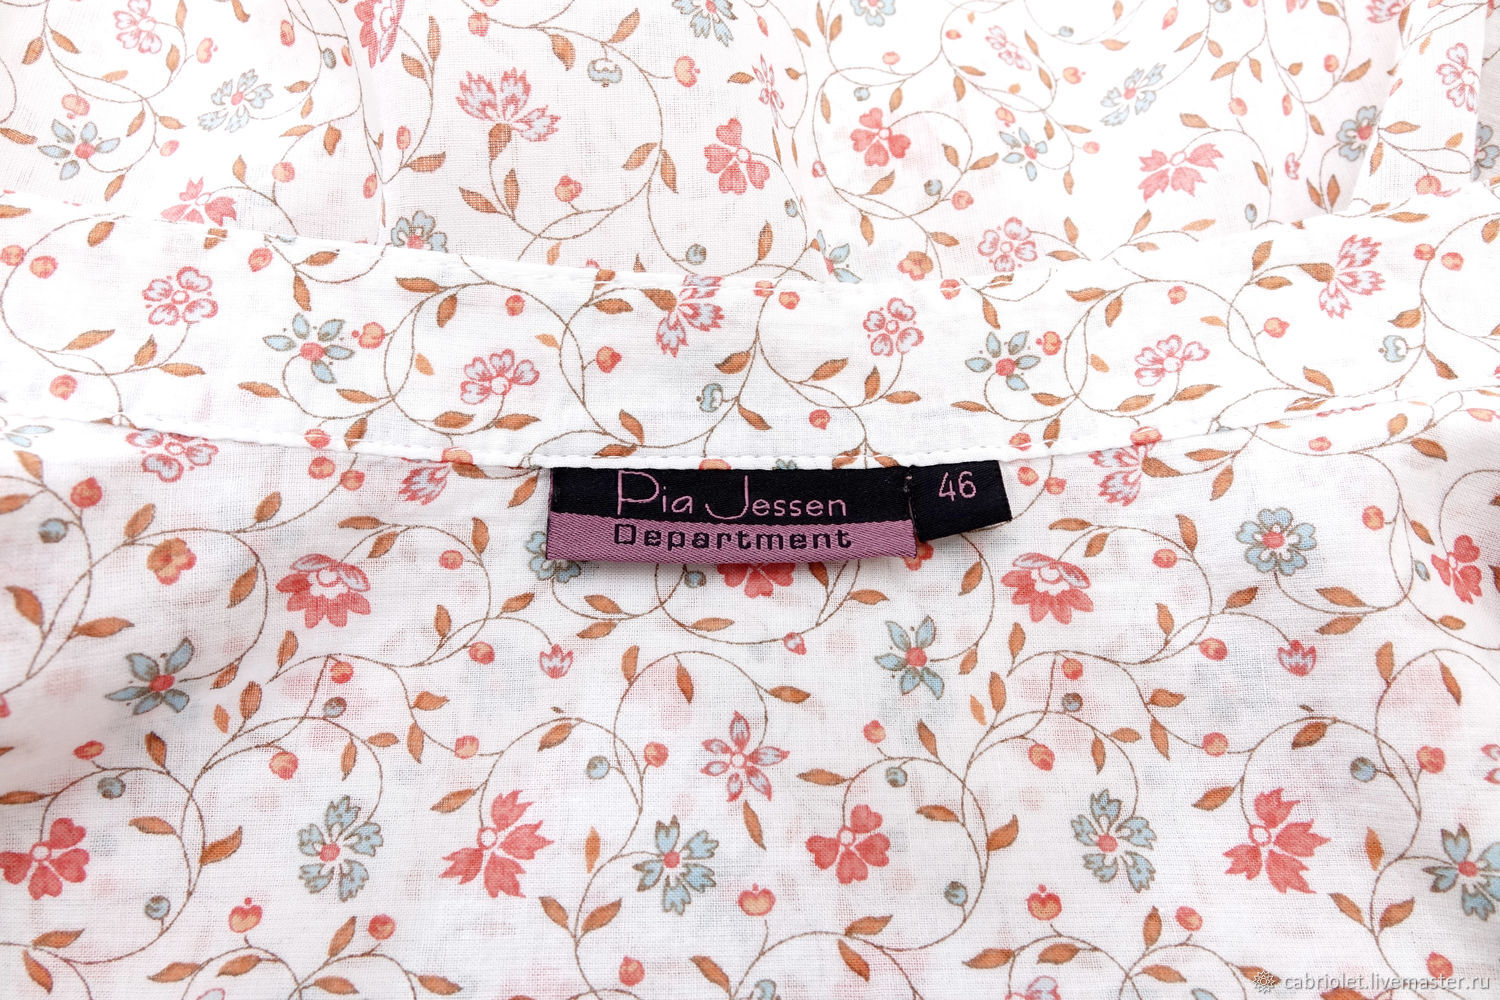 Pia Jessen
Department
46
cabriolet.livemaster.ru